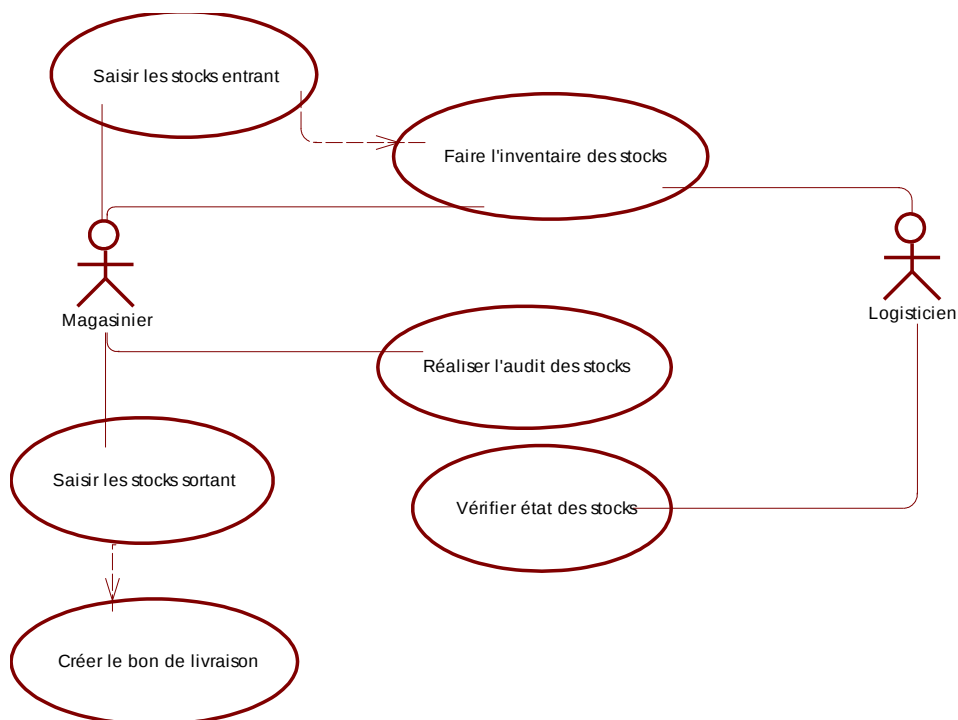 Saisir les stocks entrant
Faire l'inventaire des stocks
Magasinier
Logisticien
Réaliser l'audit des stocks
Saisir les stocks sortant
Vérifier état des stocks
Créer le bon de livraison